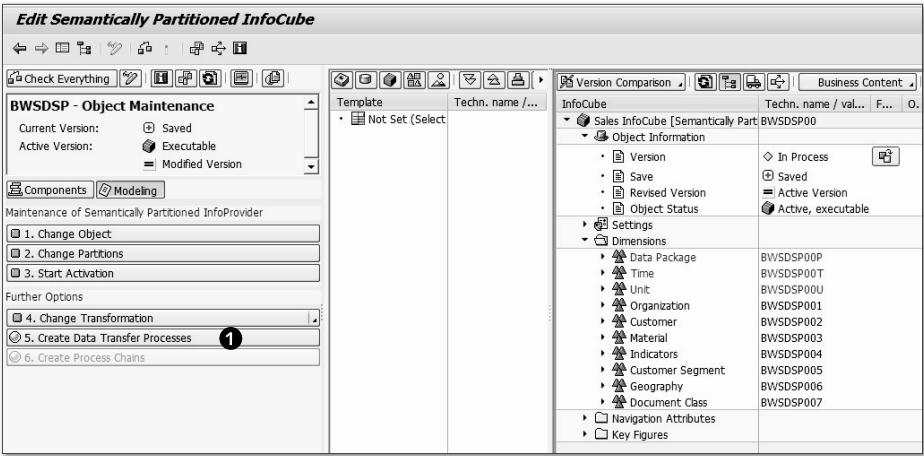 Edit Semantically Partitioned InfoCube
Check Everything
BWSDSP - Object Maintenance
Current Version: Saved
Active Version: Executable
Modified Version
Components Modeling
Maintenance of Semantically Partitioned InfoProvider
1. Change Object
2. Change Partitions
3. Start Activation
Further Options
4. Change Transformation
5. Create Data Transfer Processes 1
6. Create Process Chains
Template Techn. name /...
Not Set (Select
Version Comparison Business Content
InfoCube Techn. name / val... F... O.
Sales InfoCube [Semantically Part BWSDSP00
Object Information
Version In Process
Save Saved
Revised Version Active Version
Object Status Active, executable
Settings
Dimensions
Data Package BWSDSP00P
Time BWSDSP00T
Unit BWSDSP00U
Organization BWSDSP001
Customer BWSDSP002
Material BWSDSP003
Indicators BWSDSP004
Customer Segment BWSDSP005
Geography BWSDSP006
Document Class BWSDSP007
Navigation Attributes
Key Figures